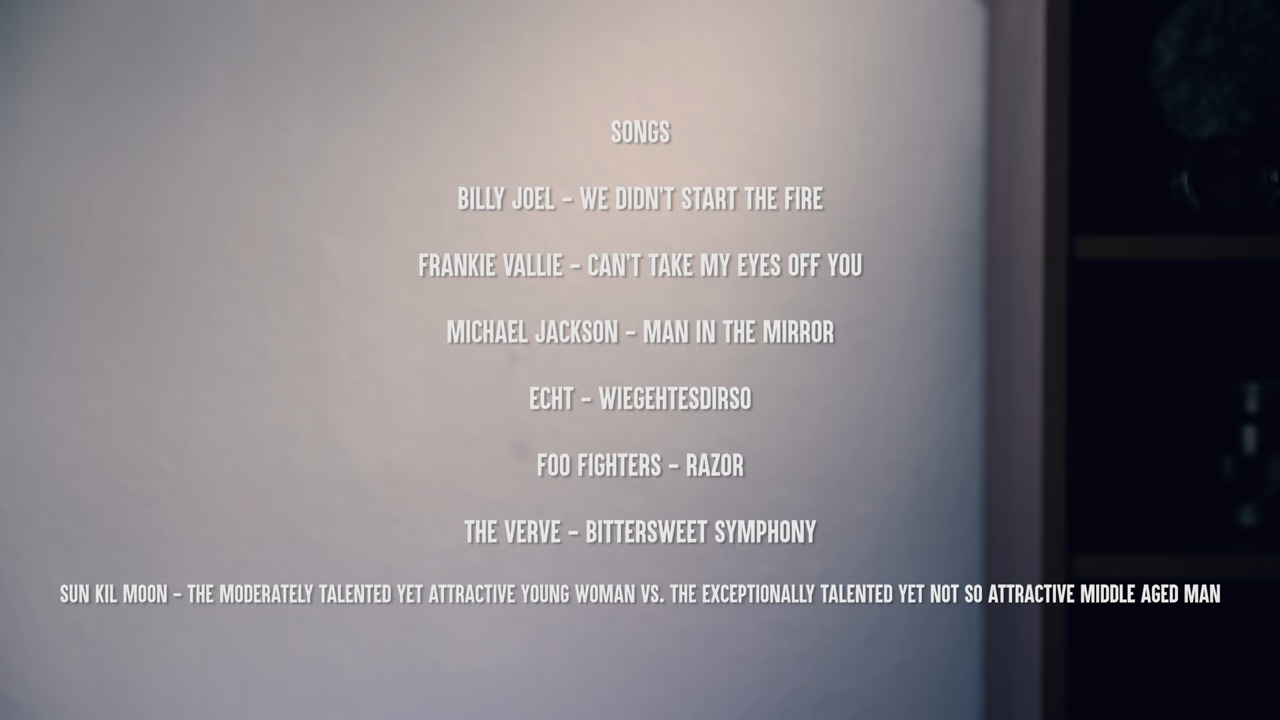 SONGS
BILLY JOEL - WE DIDN'T START THE FIRE
FRANKIE VALLIE - CAN'T TAKE MY EYES OFF YOU
MICHAEL JACKSON - MAN IN THE MIRROR
ECHT - WIEGEHTESDIRSO
FOO FIGHTERS - RAZOR
THE VERVE - BITTERSWEET SYMPHONY
SUN KIL MOON - THE MODERATELY TALENTED YET ATTRACTIVE YOUNG WOMAN VS. THE EXCEPTIONALLY TALENTED YET NOT SO ATTRACTIVE MIDDLE AGED MAN